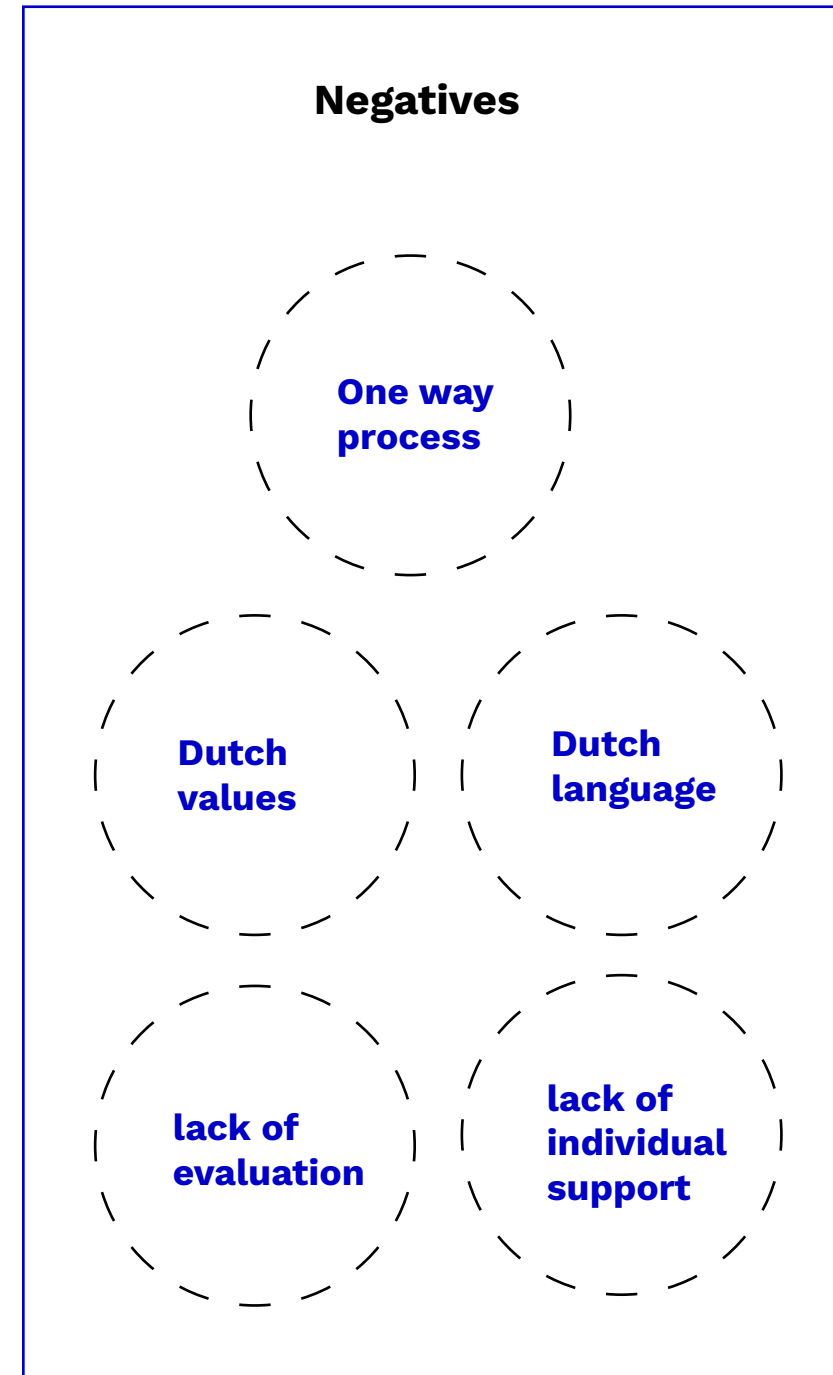 Negatives
One way
process
Dutch
values
Dutch
language
lack of
evaluation
lack of
individual
support